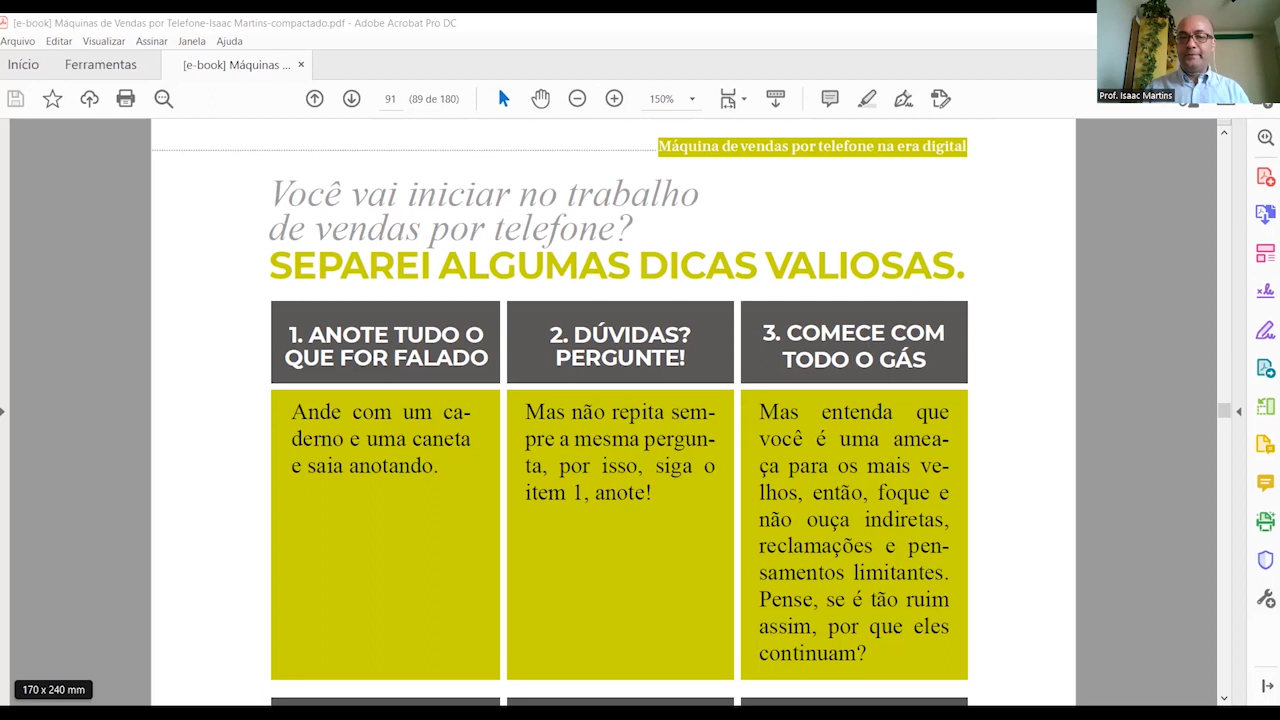 [e-book] Máquinas de Vendas por Telefone-Isaac Martins-compactado.pdf - Adobe Acrobat Pro DC
Arquivo Editar Visualizar Assinar Janela Ajuda
Início Ferramentas [e-book] Máquinas ... ×
91 (89 de 180) 150%
Prof. Isaac Martins
Máquina de vendas por telefone na era digital
Você vai iniciar no trabalho
de vendas por telefone?
SEPAREI ALGUMAS DICAS VALIOSAS.
1. ANOTE TUDO O
QUE FOR FALADO
Ande com um ca-
derno e uma caneta
e saia anotando.
2. DÚVIDAS?
PERGUNTE!
Mas não repita sem-
pre a mesma pergun-
ta, por isso, siga o
item 1, anote!
3. COMECE COM
TODO O GÁS
Mas entenda que
você é uma amea-
ça para os mais ve-
lhos, então, foque e
não ouça indiretas,
reclamações e pen-
samentos limitantes.
Pense, se é tão ruim
assim, por que eles
continuam?
170 x 240 mm